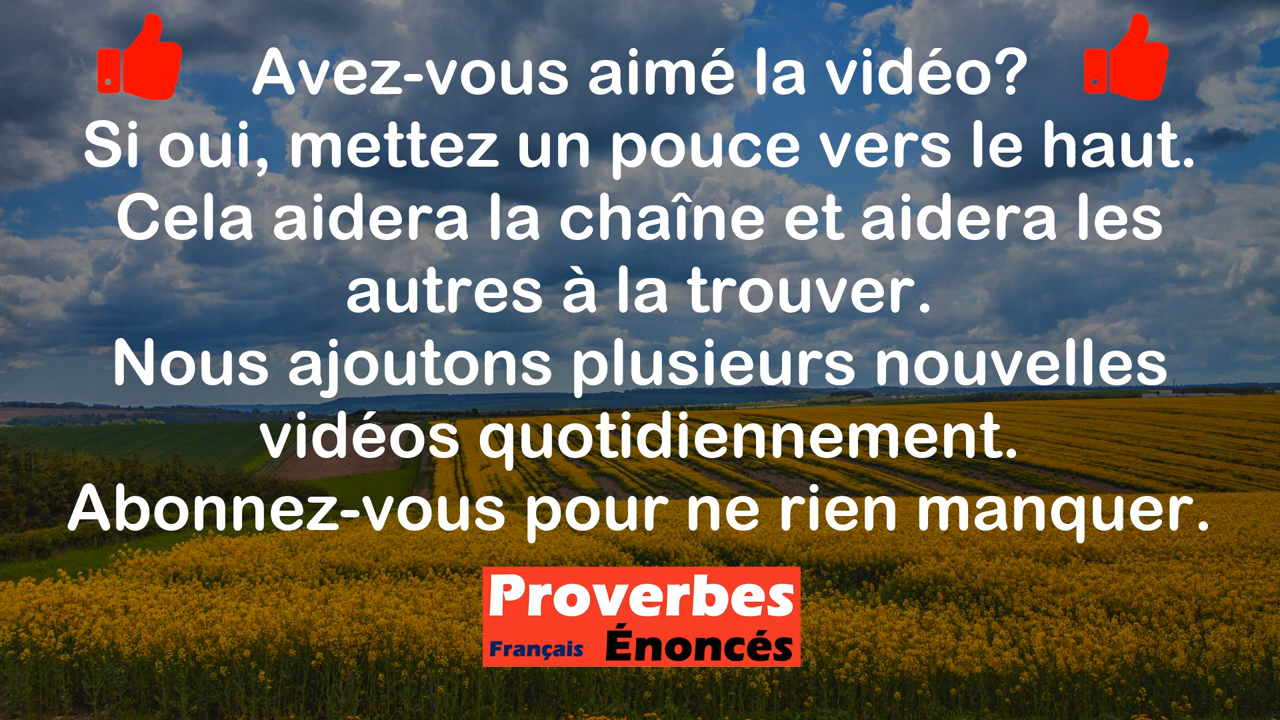 Avez-vous aimé la vidéo?
Si oui, mettez un pouce vers le haut.
Cela aidera la chaîne et aidera les
autres à la trouver.
Nous ajoutons plusieurs nouvelles
vidéos quotidiennement.
Abonnez-vous pour ne rien manquer.
Proverbes
Français Énoncés